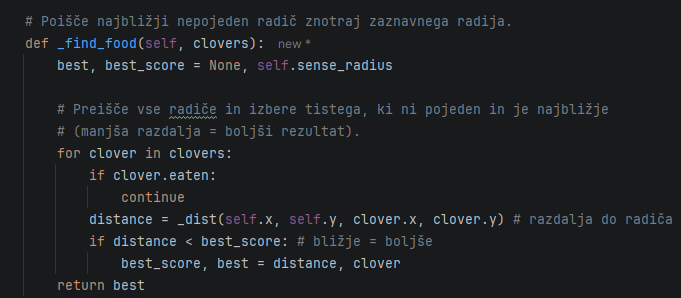 # Poišče najbližji nepojeden radič znotraj zaznavnega radija.
def _find_food(self, clovers): new *
best, best_score = None, self.sense_radius
# Preišče vse radiče in izbere tistega, ki ni pojeden in je najbližje
# (manjša razdalja = boljši rezultat).
for clover in clovers:
if clover.eaten:
continue
distance = _dist(self.x, self.y, clover.x, clover.y) # razdalja do radiča
if distance < best_score: # bližje = boljše
best_score, best = distance, clover
return best